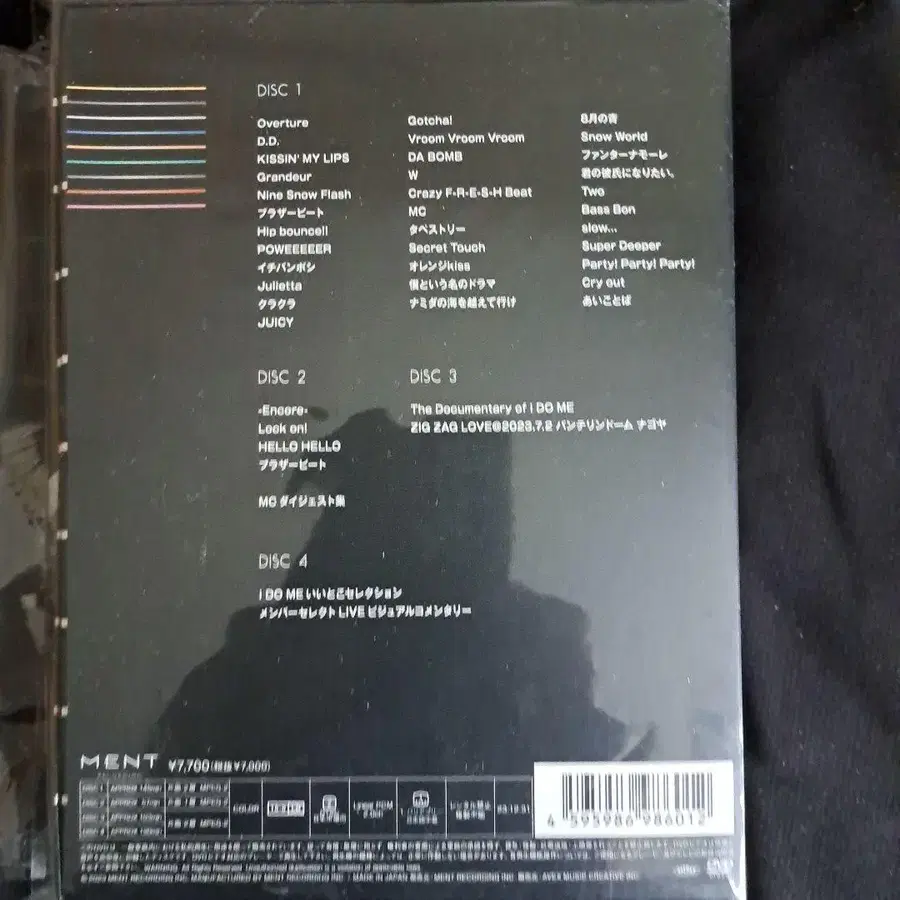 DISC 1
Overture
D.D.
KISSIN' MY LIPS
Grandeur
Nine Snow Flash
ブラザービート
Hip bounce!!
POWEEEEER
イチバンボシ
Julietta
クラクラ
JUICY
Gotcha!
Vroom Vroom Vroom
DA BOMB
W
Crazy F-R-E-S-H Beat
MC
タペストリー
Secret Touch
オレンジkiss
僕という名のドラマ
ナミダの海を越えて行け
8月の青
Snow World
ファンターナモーレ
君の彼氏になりたい。
Two
Bass Bon
slow...
Super Deeper
Party! Party! Party!
Cry out
あいことば
DISC 2
-Encore-
Lock on!
HELLO HELLO
ブラザービート
MC ダイジェスト集
DISC 3
The Documentary of i DO ME
ZIG ZAG LOVE@2023.7.2 バンテリンドーム ナゴヤ
DISC 4
i DO ME いいとこセレクション
メンバーセレクト LIVE ビジュアルコメンタリー
MENT
¥7,700(税抜¥7,000)
COLOR
4 595986 986012